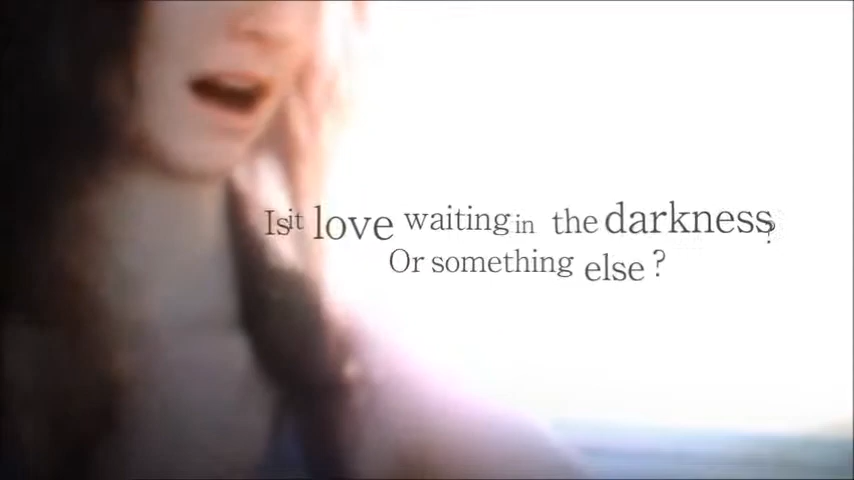 Is it love waiting in the darkness?
Or something else?